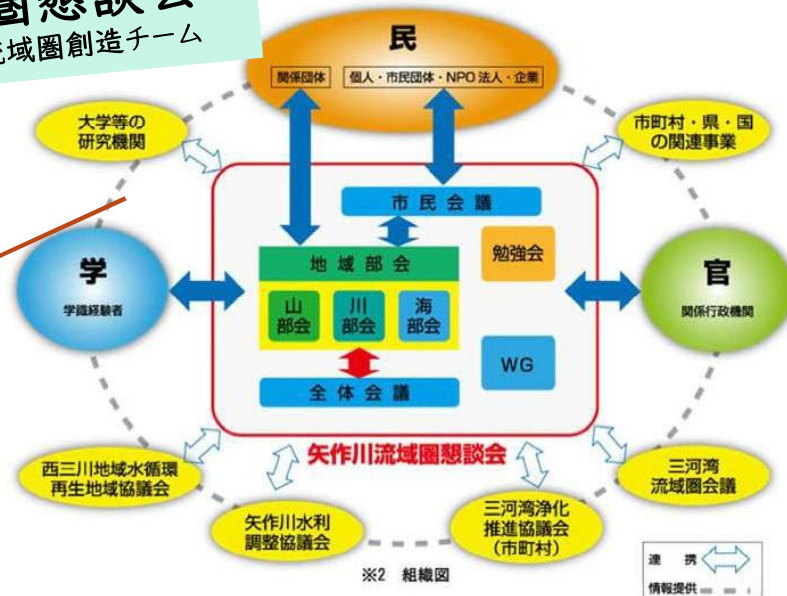 圏懇談会
流域圏創造チーム
民
関係団体
個人・市民団体・NPO法人・企業
大学等の
研究機関
市町村・県・国
の関連事業
市民会議
地域部会
勉強会
学
学識経験者
山
部会
川
部会
海
部会
官
関係行政機関
WG
全体会議
矢作川流域圏懇談会
西三川地域水循環
再生地域協議会
三河湾
流域圏会議
矢作川水利
調整協議会
三河湾浄化
推進協議会
(市町村)
※2 組織図
連 携
情報提供